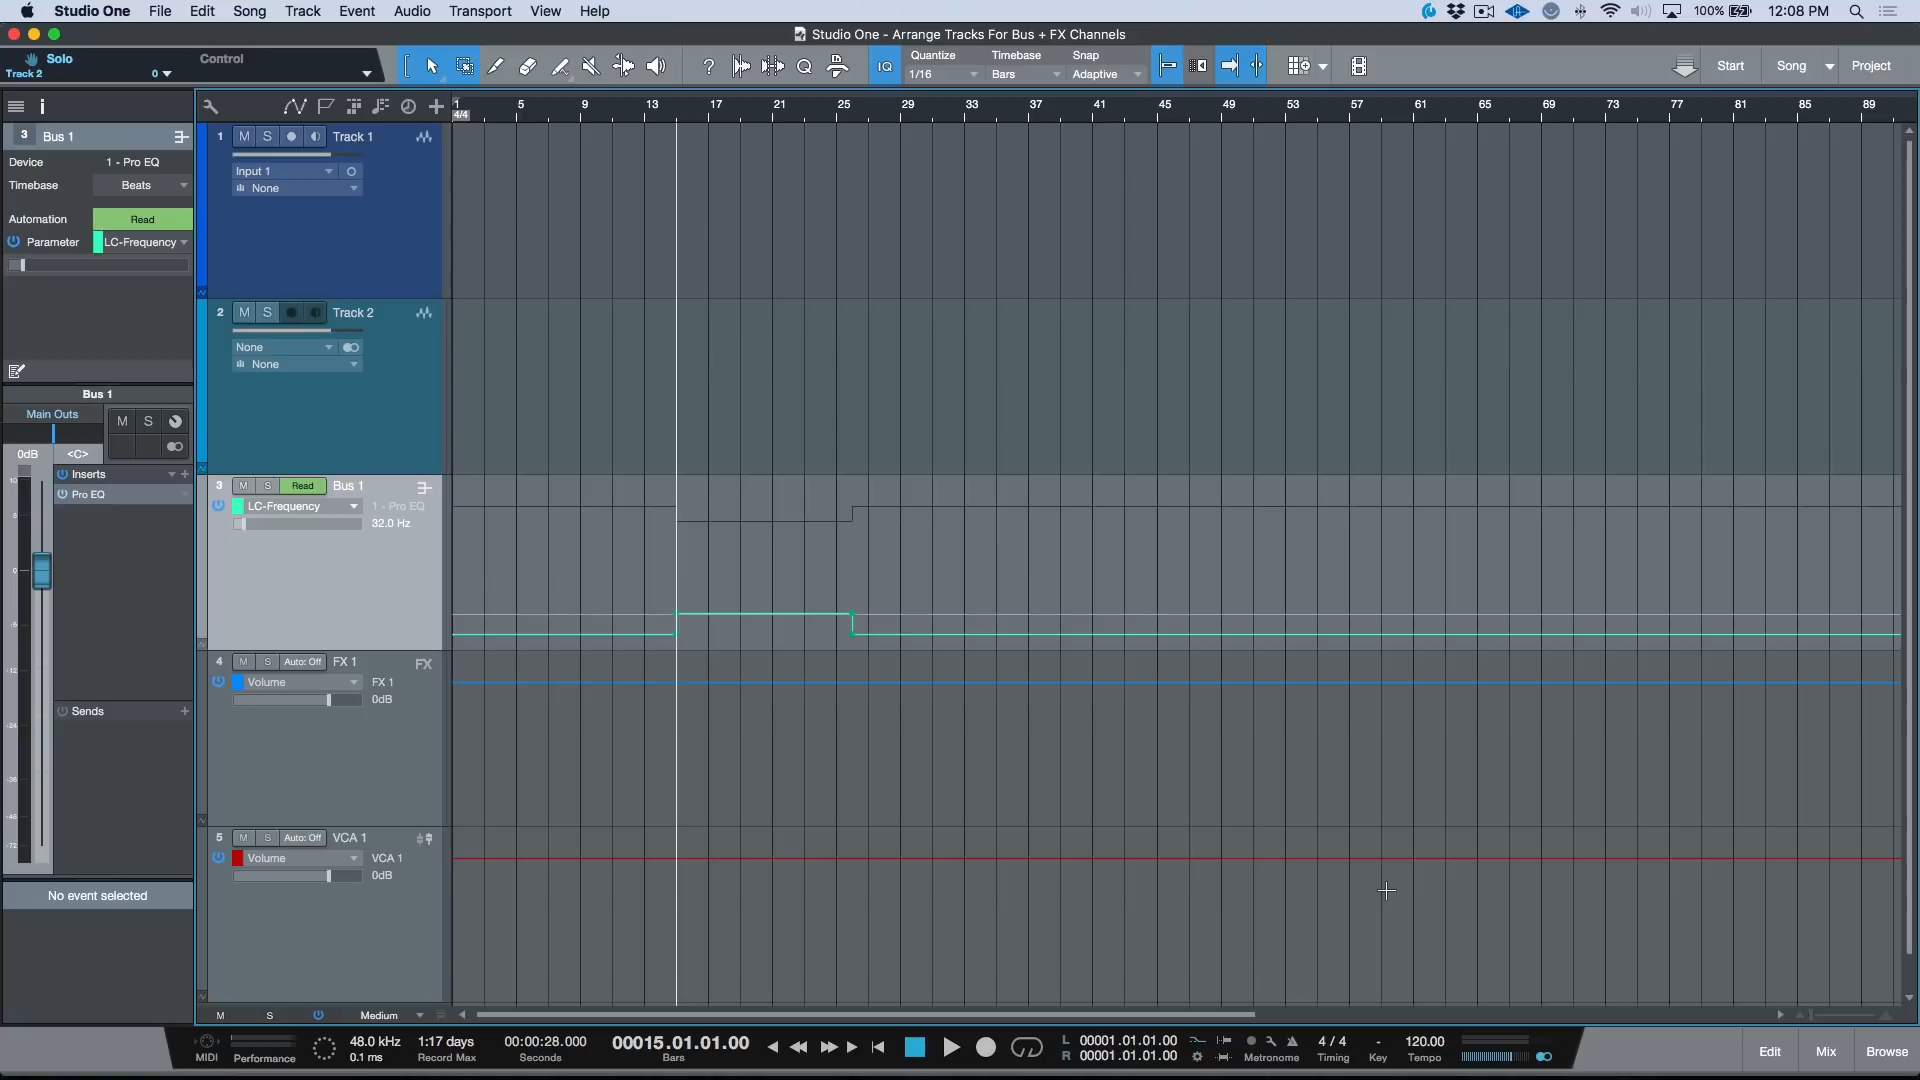 Studio One File Edit Song Track Event Audio Transport View Help
100% 12:08 PM
Studio One - Arrange Tracks For Bus + FX Channels
Solo Control
Track 2 0
? Q IQ
Quantize Timebase Snap
1/16 Bars Adaptive
Start Song Project
i
1 5 9 13 17 21 25 29 33 37 41 45 49 53 57 61 65 69 73 77 81 85 89
4/4
3 Bus 1
Device 1 - Pro EQ
Timebase Beats
Automation Read
Parameter LC-Frequency
1 M S Track 1
Input 1
None
2 M S Track 2
None
None
Bus 1
Main Outs
M S
0dB <C>
Inserts
Pro EQ
Sends
3 M S Read Bus 1
LC-Frequency 1 - Pro EQ
32.0 Hz
4 M S Auto: Off FX 1 FX
Volume FX 1
0dB
5 M S Auto: Off VCA 1
Volume VCA 1
0dB
No event selected
M S Medium
MIDI
Performance
48.0 kHz
0.1 ms
1:17 days
Record Max
00:00:28.000
Seconds
00015.01.01.00
Bars
L 00001.01.01.00
R 00001.01.01.00
Metronome
4 / 4
Timing
-
Key
120.00
Tempo
Edit Mix Browse